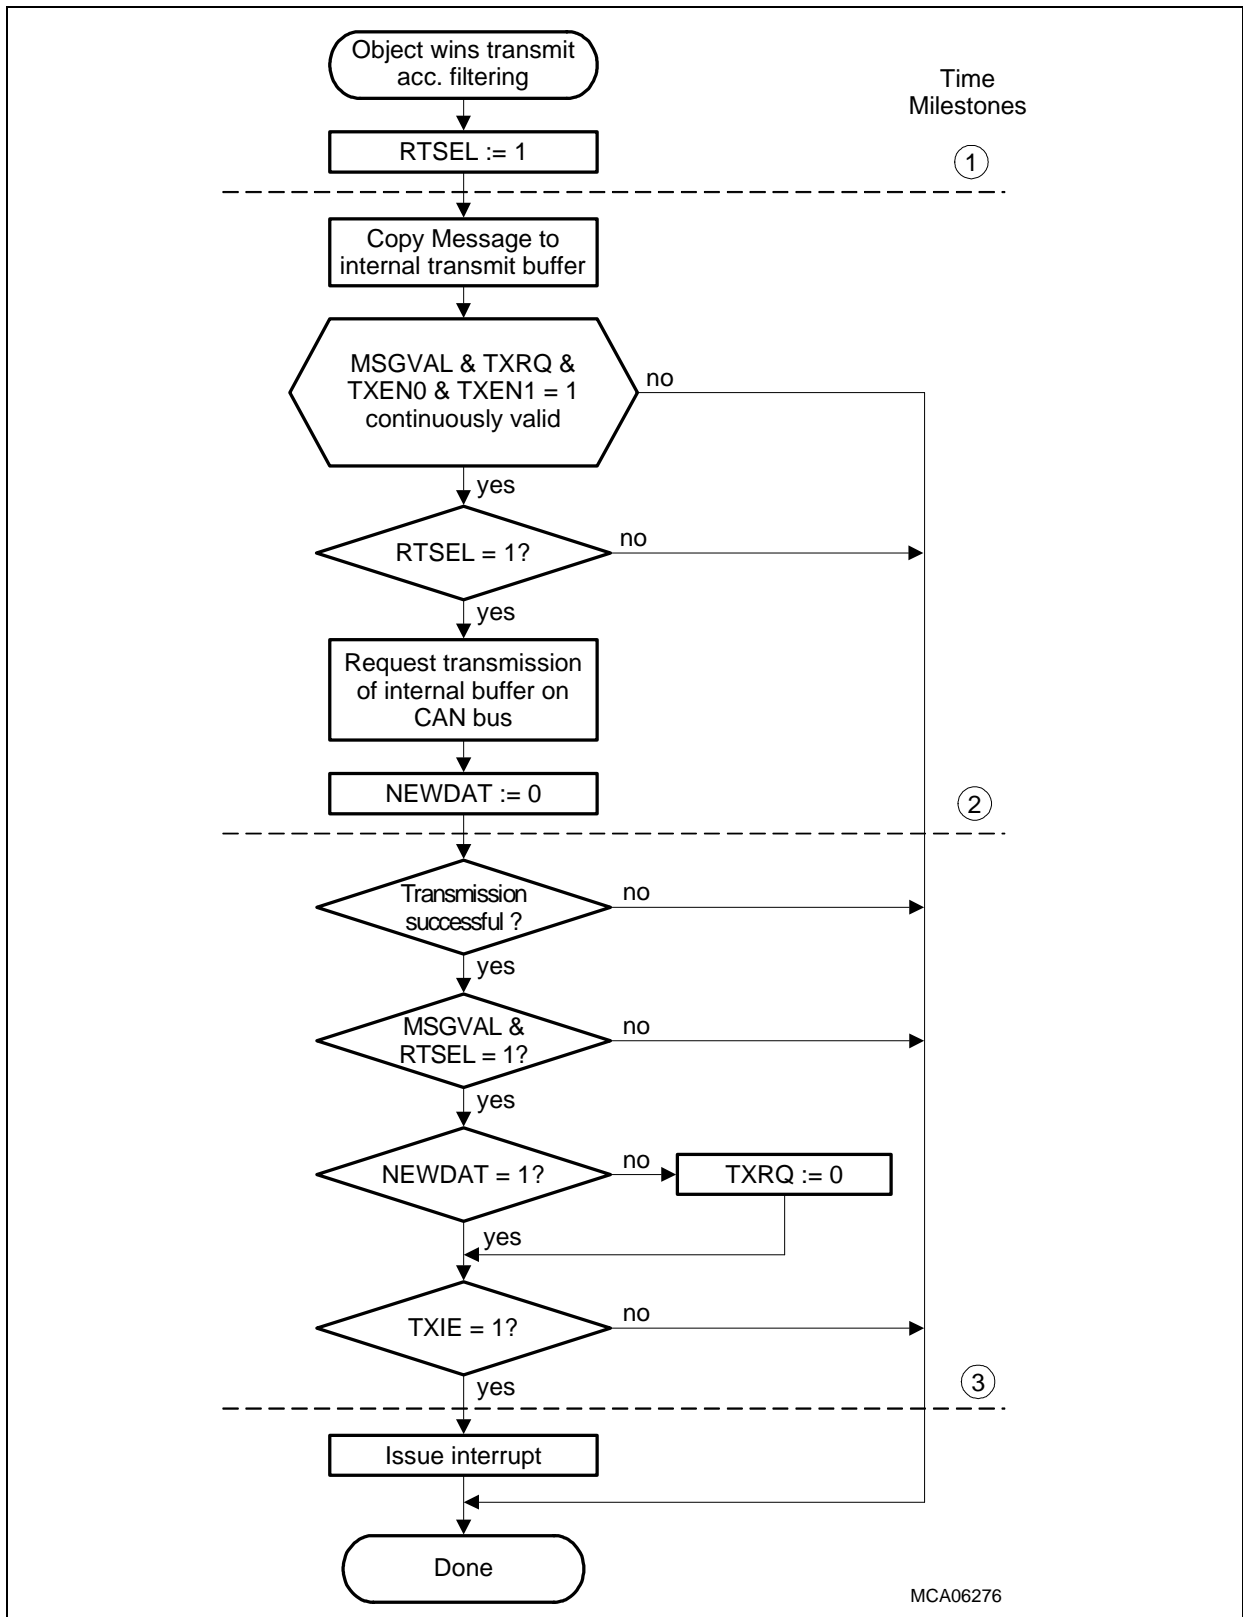 Object wins transmit
acc. filtering
Time
Milestones
RTSEL := 1
1
Copy Message to
internal transmit buffer
MSGVAL & TXRQ &
TXEN0 & TXEN1 = 1
continuously valid
no
yes
RTSEL = 1?
no
yes
Request transmission
of internal buffer on
CAN bus
NEWDAT := 0
2
Transmission
successful ?
no
yes
MSGVAL &
RTSEL = 1?
no
yes
NEWDAT = 1?
no
TXRQ := 0
yes
TXIE = 1?
no
yes
3
Issue interrupt
Done
MCA06276